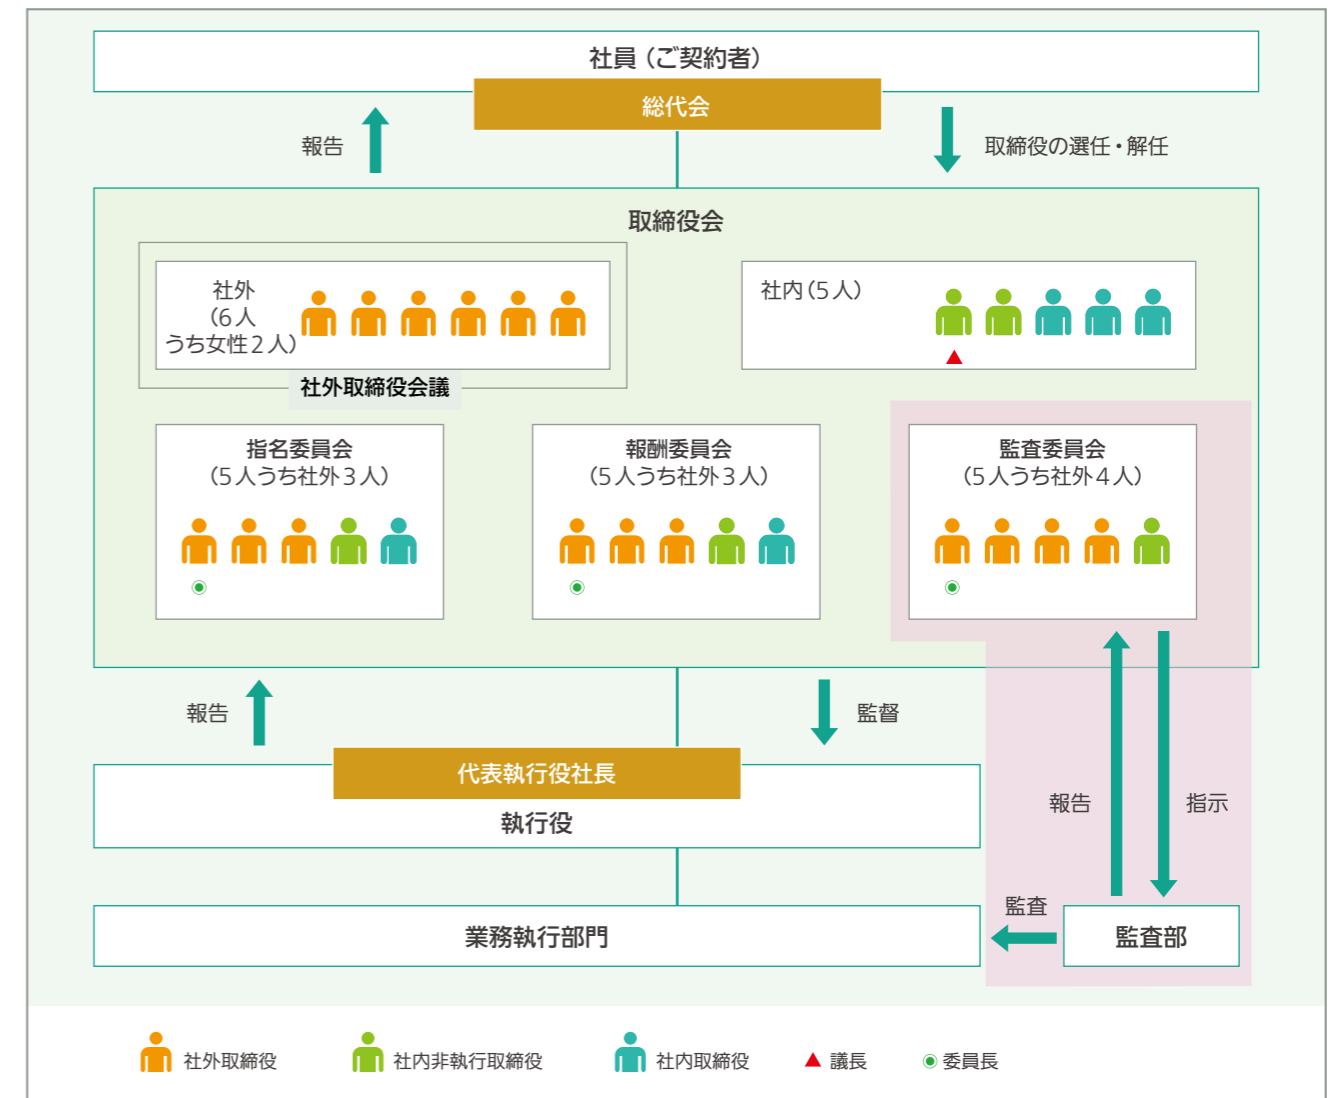 社員（ご契約者）
総代会
報告
取締役の選任・解任
取締役会
社外
（6人
うち女性2人）
社内（5人）
社外取締役会議
指名委員会
（5人うち社外3人）
報酬委員会
（5人うち社外3人）
監査委員会
（5人うち社外4人）
報告
監督
代表執行役社長
執行役
報告
指示
監査
業務執行部門
監査部
社外取締役
社内非執行取締役
社内取締役
議長
委員長